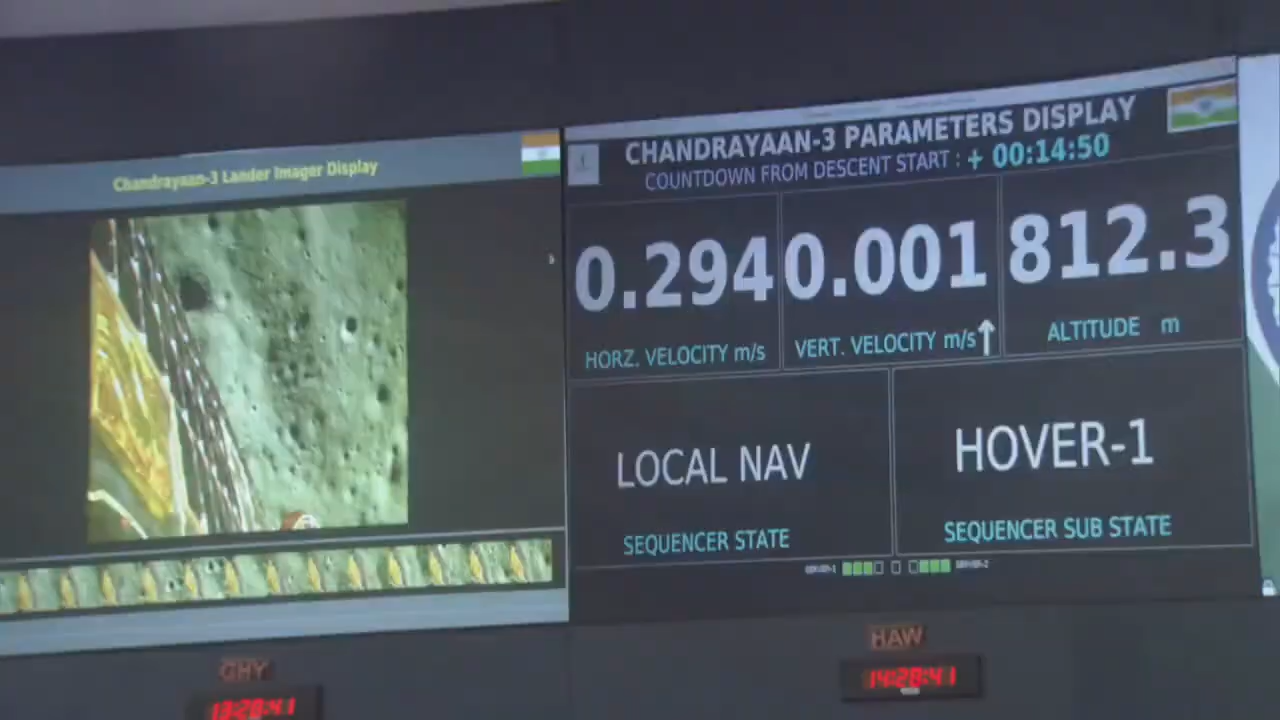 Chandrayaan-3 Lander Imager Display
CHANDRAYAAN-3 PARAMETERS DISPLAY
COUNTDOWN FROM DESCENT START : + 00:14:50
0.294 0.001 812.3
HORZ. VELOCITY m/s
VERT. VELOCITY m/s↑
ALTITUDE m
LOCAL NAV
HOVER-1
SEQUENCER STATE
SEQUENCER SUB STATE
GHY
HAW
14:28:41